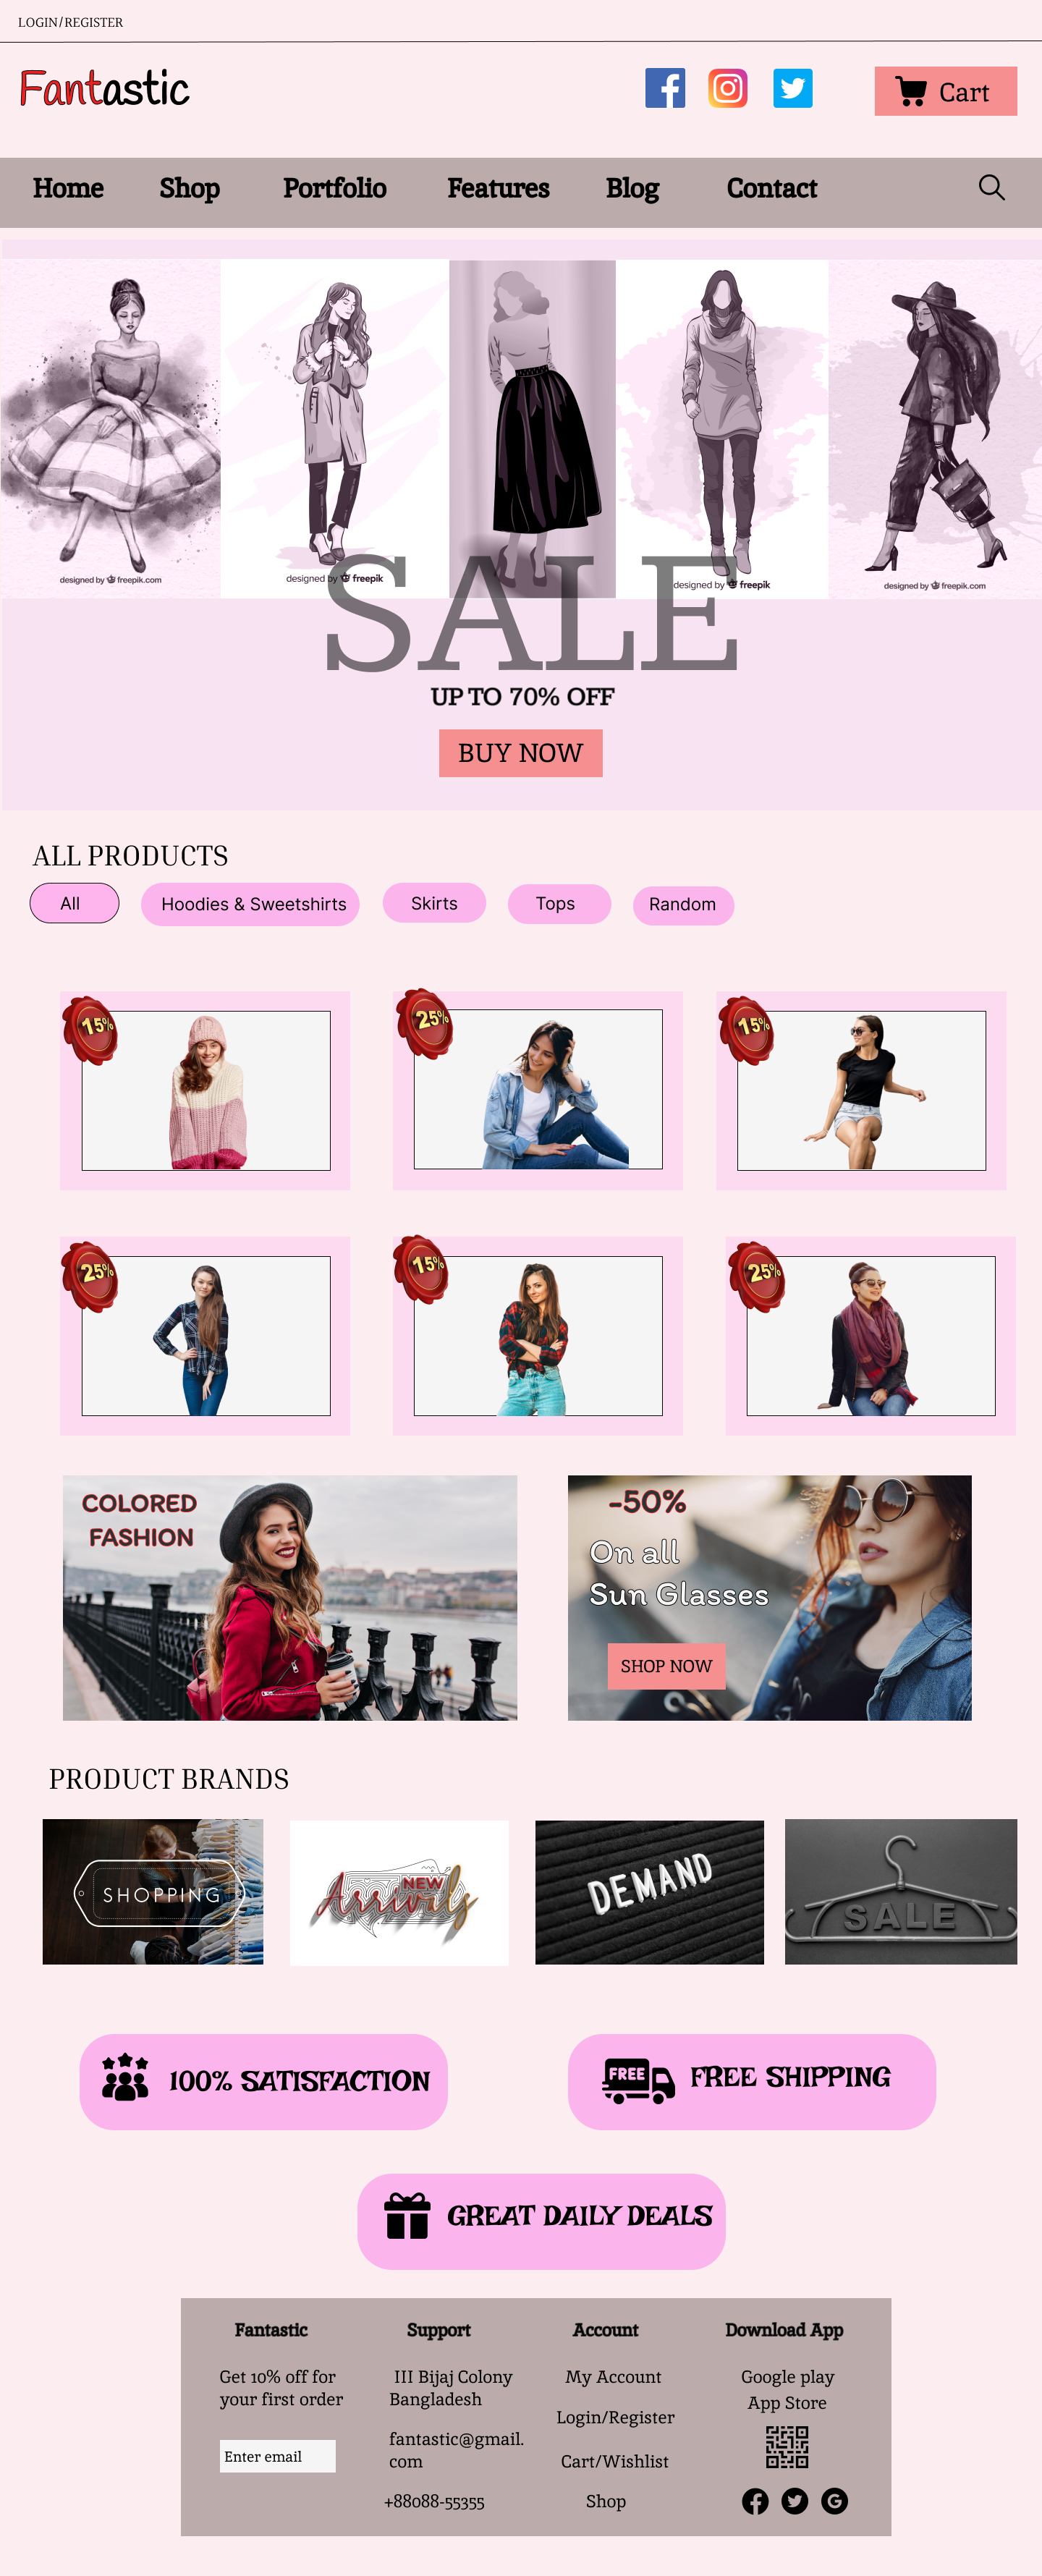 LOGIN/REGISTER
Fantastic
Cart
Home Shop Portfolio Features Blog Contact
designed by freepik.com
designed by freepik
designed by freepik
designed by freepik.com
SALE
UP TO 70% OFF
BUY NOW
ALL PRODUCTS
All Hoodies & Sweetshirts Skirts Tops Random
15%
25%
15%
25%
15%
25%
COLORED
FASHION
-50%
On all
Sun Glasses
SHOP NOW
PRODUCT BRANDS
SHOPPING
NEW
Arrivals
DEMAND
SALE
100% SATISFACTION
FREE
FREE SHIPPING
GREAT DAILY DEALS
Fantastic
Get 10% off for
your first order
Enter email
Support
III Bijaj Colony
Bangladesh
fantastic@gmail.
com
+88088-55355
Account
My Account
Login/Register
Cart/Wishlist
Shop
Download App
Google play
App Store